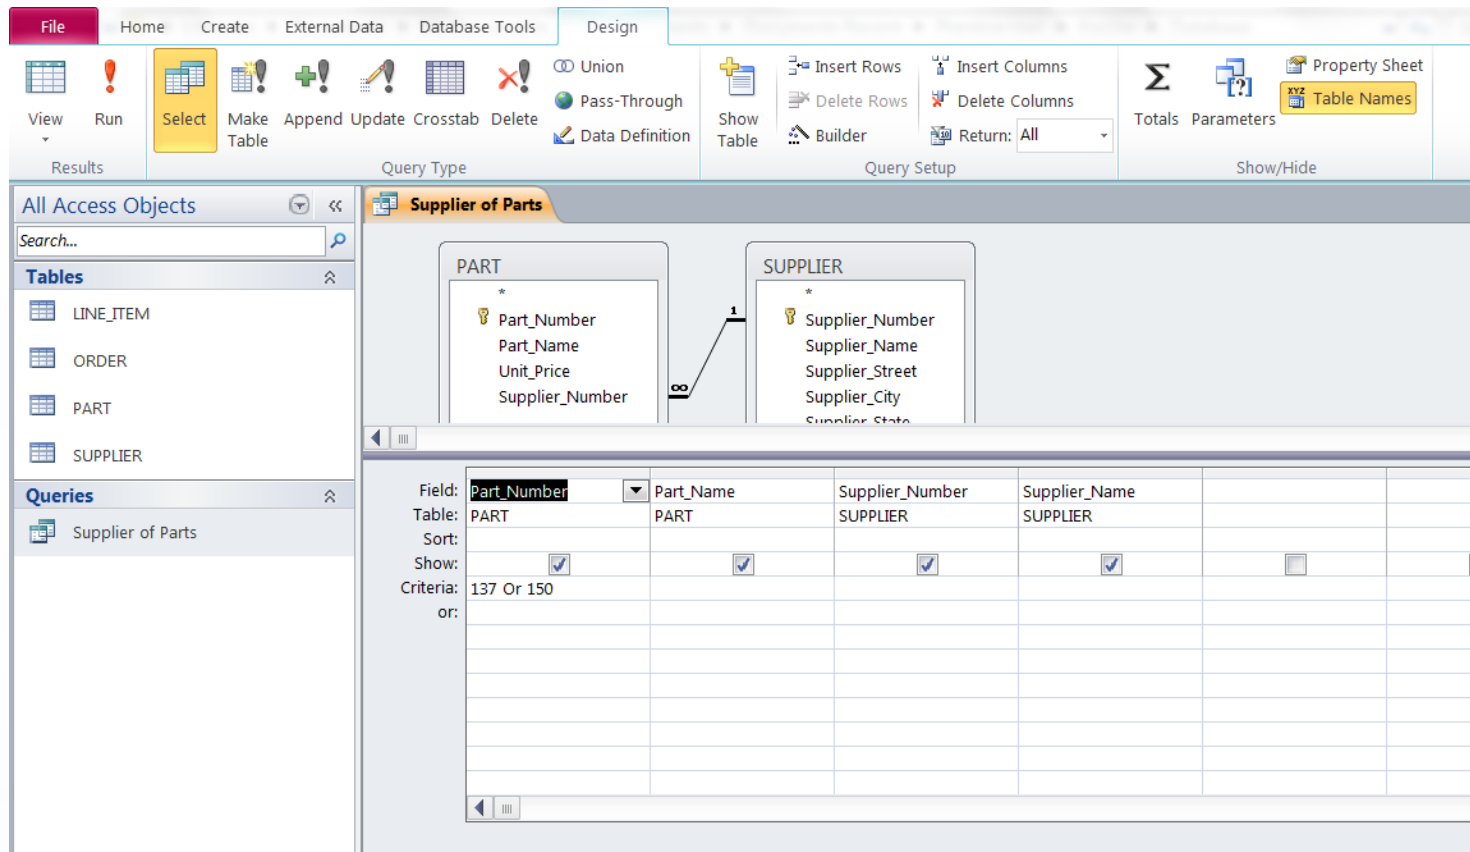 File Home Create External Data Database Tools Design
View Run Select Make Table Append Update Crosstab Delete
Union
Pass-Through
Data Definition
Show Table
Insert Rows
Delete Rows
Builder
Insert Columns
Delete Columns
Return: All
Totals Parameters
Property Sheet
XYZ Table Names
Results Query Type Query Setup Show/Hide
All Access Objects
Search...
Tables
LINE_ITEM
ORDER
PART
SUPPLIER
Queries
Supplier of Parts
Supplier of Parts
PART
*
Part_Number
Part_Name
Unit_Price
Supplier_Number
1
∞
SUPPLIER
*
Supplier_Number
Supplier_Name
Supplier_Street
Supplier_City
Supplier_State
Field: Part_Number Part_Name Supplier_Number Supplier_Name
Table: PART PART SUPPLIER SUPPLIER
Sort:
Show:
Criteria: 137 Or 150
or: